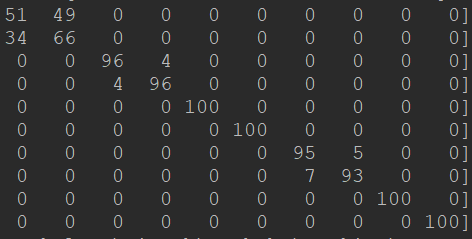 51 49 0 0 0 0 0 0 0 0]
34 66 0 0 0 0 0 0 0 0]
0 0 96 4 0 0 0 0 0 0]
0 0 4 96 0 0 0 0 0 0]
0 0 0 0 100 0 0 0 0 0]
0 0 0 0 0 100 0 0 0 0]
0 0 0 0 0 0 95 5 0 0]
0 0 0 0 0 0 7 93 0 0]
0 0 0 0 0 0 0 0 100 0]
0 0 0 0 0 0 0 0 0 100]